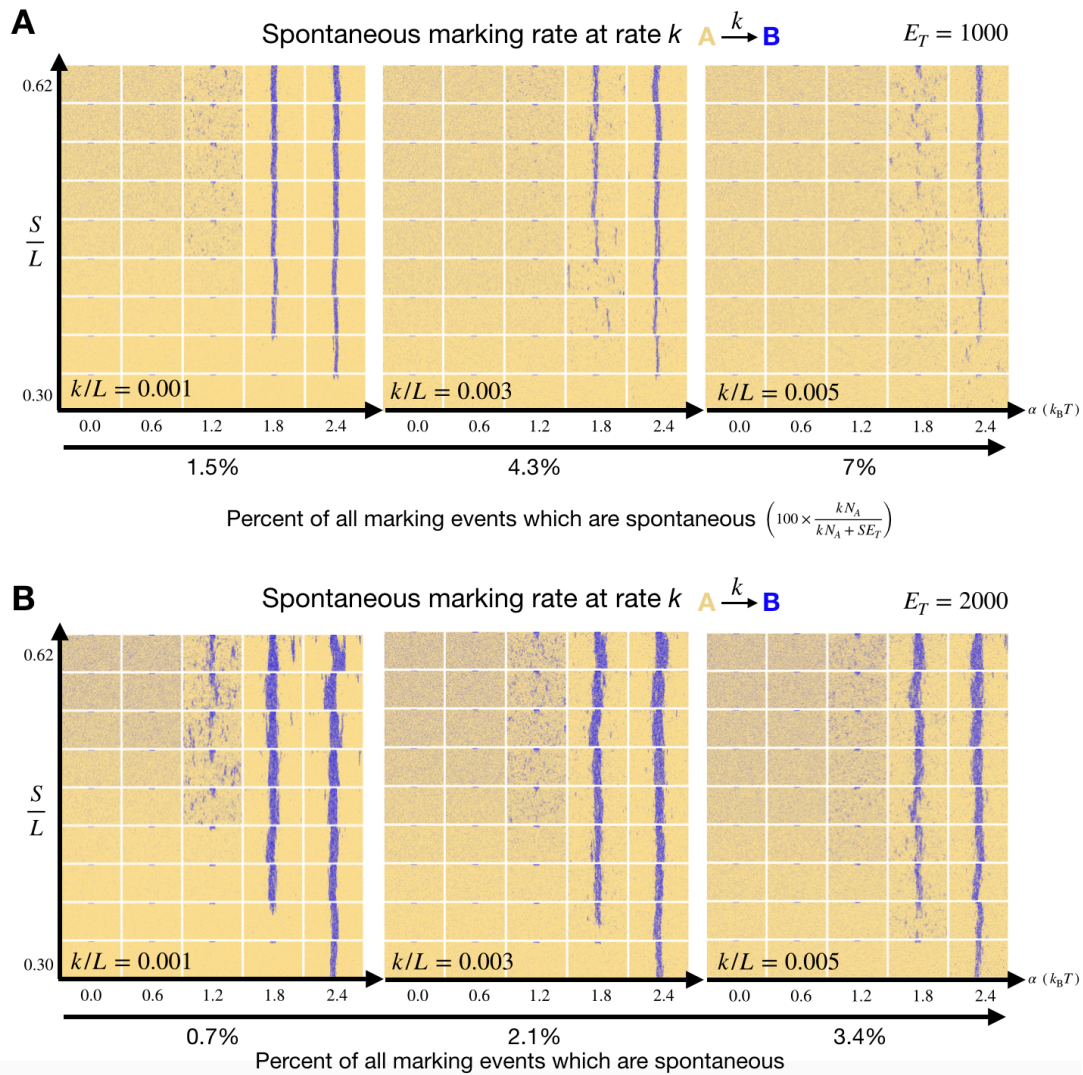 A
Spontaneous marking rate at rate k A k→ B E_T = 1000
0.62
S/L
0.30
k/L = 0.001 k/L = 0.003 k/L = 0.005
α (k_BT)
0.0 0.6 1.2 1.8 2.4 0.0 0.6 1.2 1.8 2.4 0.0 0.6 1.2 1.8 2.4
1.5% 4.3% 7%
Percent of all marking events which are spontaneous (100 × kN_A / kN_A + SE_T)
B
Spontaneous marking rate at rate k A k→ B E_T = 2000
0.62
S/L
0.30
k/L = 0.001 k/L = 0.003 k/L = 0.005
α (k_BT)
0.0 0.6 1.2 1.8 2.4 0.0 0.6 1.2 1.8 2.4 0.0 0.6 1.2 1.8 2.4
0.7% 2.1% 3.4%
Percent of all marking events which are spontaneous